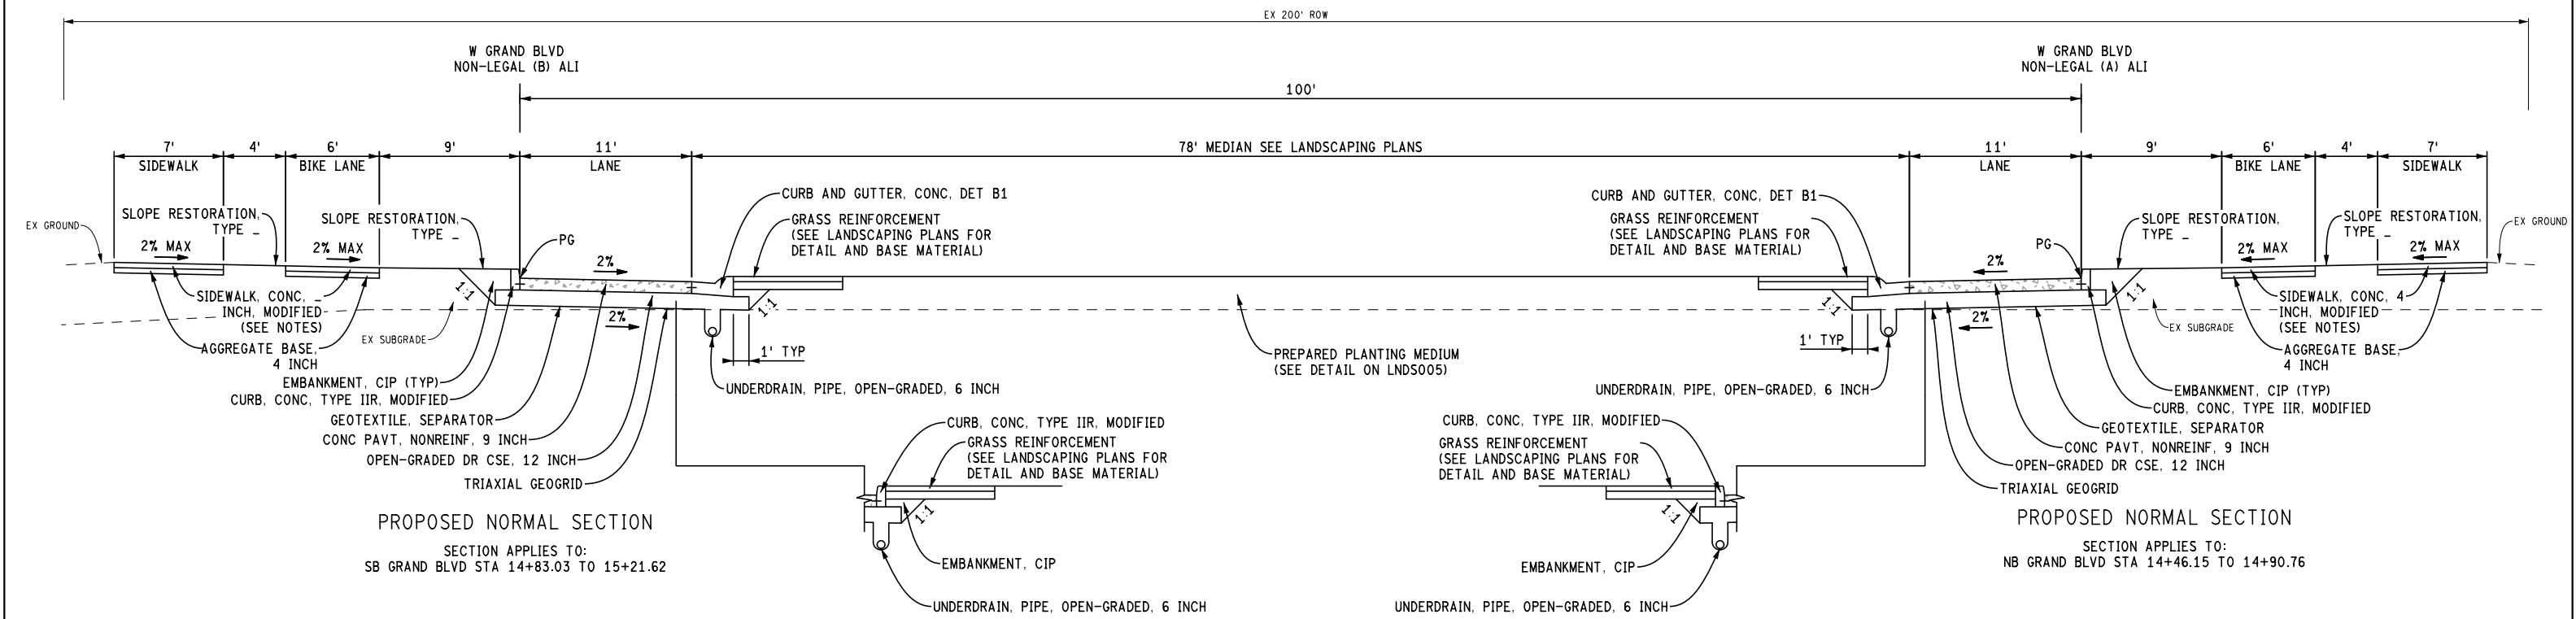 EX 200' ROW
W GRAND BLVD
NON-LEGAL (B) ALI
W GRAND BLVD
NON-LEGAL (A) ALI
100'
7'
SIDEWALK
4'
6'
BIKE LANE
9'
11'
LANE
78' MEDIAN SEE LANDSCAPING PLANS
11'
LANE
9'
6'
BIKE LANE
4'
7'
SIDEWALK
EX GROUND
SLOPE RESTORATION,
TYPE _
2% MAX
SLOPE RESTORATION,
TYPE _
2% MAX
PG
2%
CURB AND GUTTER, CONC, DET B1
GRASS REINFORCEMENT
(SEE LANDSCAPING PLANS FOR
DETAIL AND BASE MATERIAL)
1:1
SIDEWALK, CONC, _
INCH, MODIFIED
(SEE NOTES)
AGGREGATE BASE,
4 INCH
EX SUBGRADE
2%
1:1
1' TYP
EMBANKMENT, CIP (TYP)
CURB, CONC, TYPE IIR, MODIFIED
GEOTEXTILE, SEPARATOR
CONC PAVT, NONREINF, 9 INCH
OPEN-GRADED DR CSE, 12 INCH
TRIAXIAL GEOGRID
UNDERDRAIN, PIPE, OPEN-GRADED, 6 INCH
PREPARED PLANTING MEDIUM
(SEE DETAIL ON LNDS005)
CURB AND GUTTER, CONC, DET B1
GRASS REINFORCEMENT
(SEE LANDSCAPING PLANS FOR
DETAIL AND BASE MATERIAL)
PG
2%
SLOPE RESTORATION,
TYPE _
2% MAX
SLOPE RESTORATION,
TYPE _
2% MAX
EX GROUND
1:1
1' TYP
2%
1:1
EX SUBGRADE
SIDEWALK, CONC, 4
INCH, MODIFIED
(SEE NOTES)
AGGREGATE BASE,
4 INCH
UNDERDRAIN, PIPE, OPEN-GRADED, 6 INCH
EMBANKMENT, CIP (TYP)
CURB, CONC, TYPE IIR, MODIFIED
GEOTEXTILE, SEPARATOR
CONC PAVT, NONREINF, 9 INCH
OPEN-GRADED DR CSE, 12 INCH
TRIAXIAL GEOGRID
CURB, CONC, TYPE IIR, MODIFIED
GRASS REINFORCEMENT
(SEE LANDSCAPING PLANS FOR
DETAIL AND BASE MATERIAL)
1:1
EMBANKMENT, CIP
UNDERDRAIN, PIPE, OPEN-GRADED, 6 INCH
CURB, CONC, TYPE IIR, MODIFIED
GRASS REINFORCEMENT
(SEE LANDSCAPING PLANS FOR
DETAIL AND BASE MATERIAL)
1:1
EMBANKMENT, CIP
UNDERDRAIN, PIPE, OPEN-GRADED, 6 INCH
PROPOSED NORMAL SECTION
SECTION APPLIES TO:
SB GRAND BLVD STA 14+83.03 TO 15+21.62
PROPOSED NORMAL SECTION
SECTION APPLIES TO:
NB GRAND BLVD STA 14+46.15 TO 14+90.76